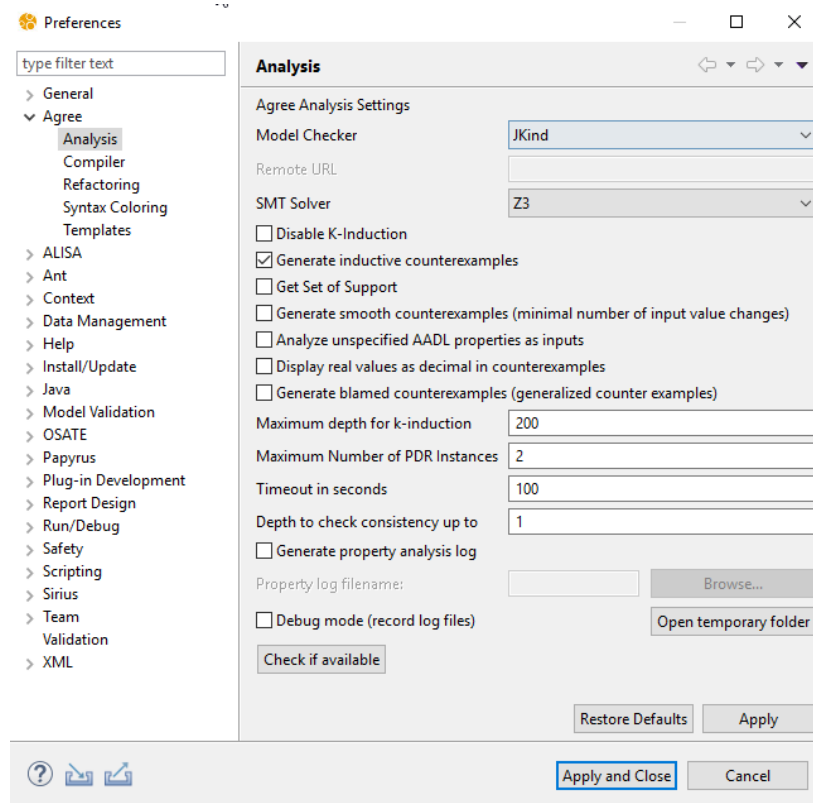 Preferences
type filter text
General
Agree
Analysis
Compiler
Refactoring
Syntax Coloring
Templates
ALISA
Ant
Context
Data Management
Help
Install/Update
Java
Model Validation
OSATE
Papyrus
Plug-in Development
Report Design
Run/Debug
Safety
Scripting
Sirius
Team
Validation
XML
Analysis
Agree Analysis Settings
Model Checker JKind
Remote URL
SMT Solver Z3
Disable K-Induction
Generate inductive counterexamples
Get Set of Support
Generate smooth counterexamples (minimal number of input value changes)
Analyze unspecified AADL properties as inputs
Display real values as decimal in counterexamples
Generate blamed counterexamples (generalized counter examples)
Maximum depth for k-induction 200
Maximum Number of PDR Instances 2
Timeout in seconds 100
Depth to check consistency up to 1
Generate property analysis log
Property log filename: Browse...
Debug mode (record log files) Open temporary folder
Check if available
Restore Defaults Apply
? Apply and Close Cancel